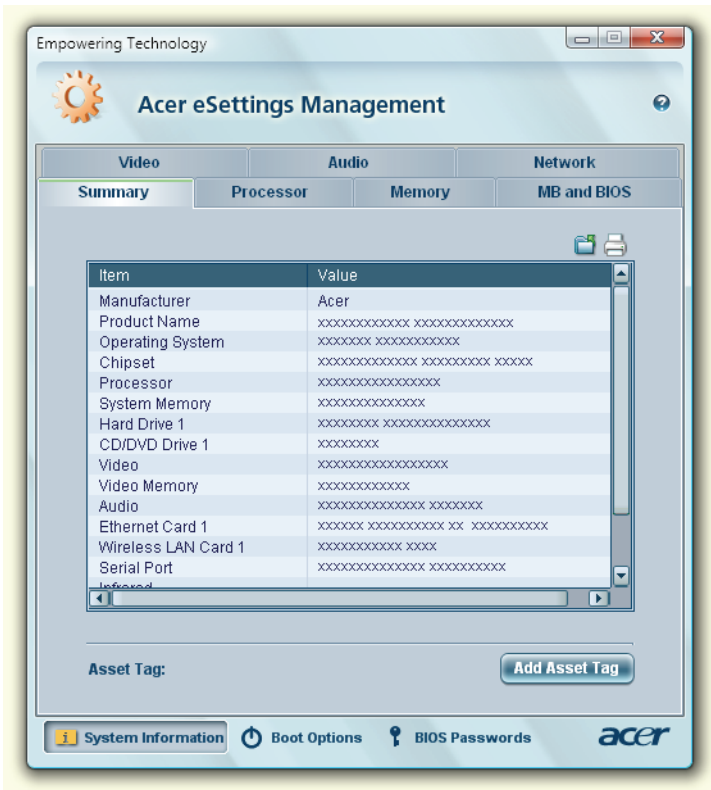 Empowering Technology
Acer eSettings Management
Video Audio Network
Summary Processor Memory MB and BIOS
Item Value
Manufacturer Acer
Product Name xxxxxxxxxxxx xxxxxxxxxxxxx
Operating System xxxxxxx xxxxxxxxxxx
Chipset xxxxxxxxxxxxx xxxxxxxxx xxxxx
Processor xxxxxxxxxxxxxxxx
System Memory xxxxxxxxxxxxxx
Hard Drive 1 xxxxxxxx xxxxxxxxxxxxxx
CD/DVD Drive 1 xxxxxxxx
Video xxxxxxxxxxxxxxxxx
Video Memory xxxxxxxxxxxx
Audio xxxxxxxxxxxxxx xxxxxxx
Ethernet Card 1 xxxxxx xxxxxxxxxx xx xxxxxxxxxx
Wireless LAN Card 1 xxxxxxxxxxx xxxx
Serial Port xxxxxxxxxxxxxx xxxxxxxxxx
Infrared
Asset Tag: Add Asset Tag
System Information Boot Options BIOS Passwords acer